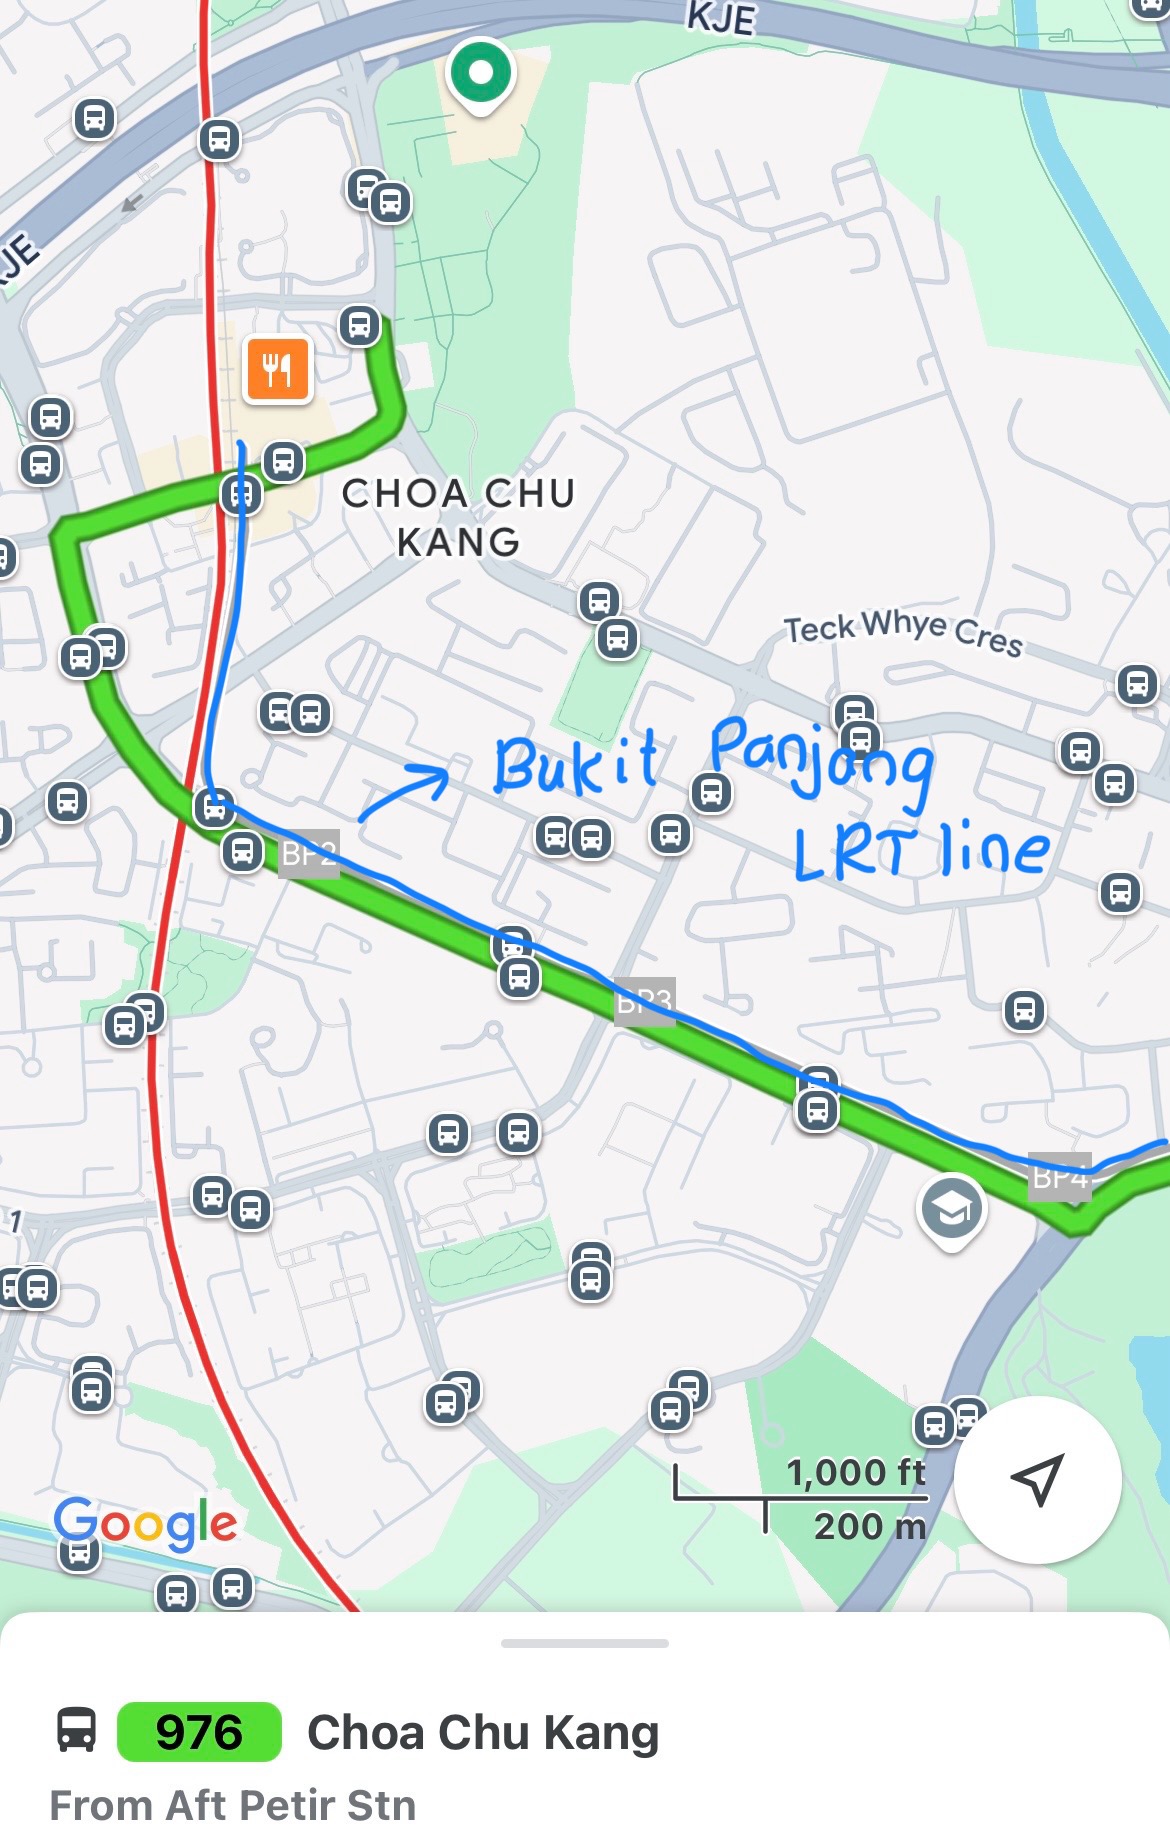 KJE
KJE
CHOA CHU
KANG
Teck Whye Cres
Bukit Panjang
LRT line
BP2
BP3
BP4
1
1,000 ft
200 m
Google
976 Choa Chu Kang
From Aft Petir Stn